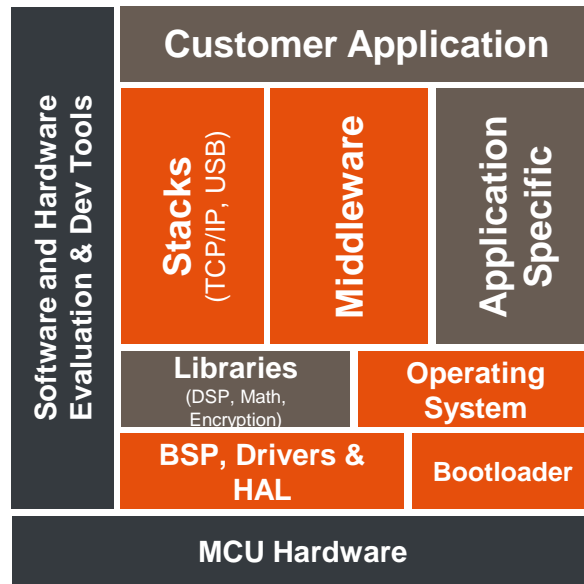 Customer Application
Software and Hardware
Evaluation & Dev Tools
Stacks
(TCP/IP, USB)
Middleware
Application
Specific
Libraries
(DSP, Math,
Encryption)
Operating
System
BSP, Drivers &
HAL
Bootloader
MCU Hardware